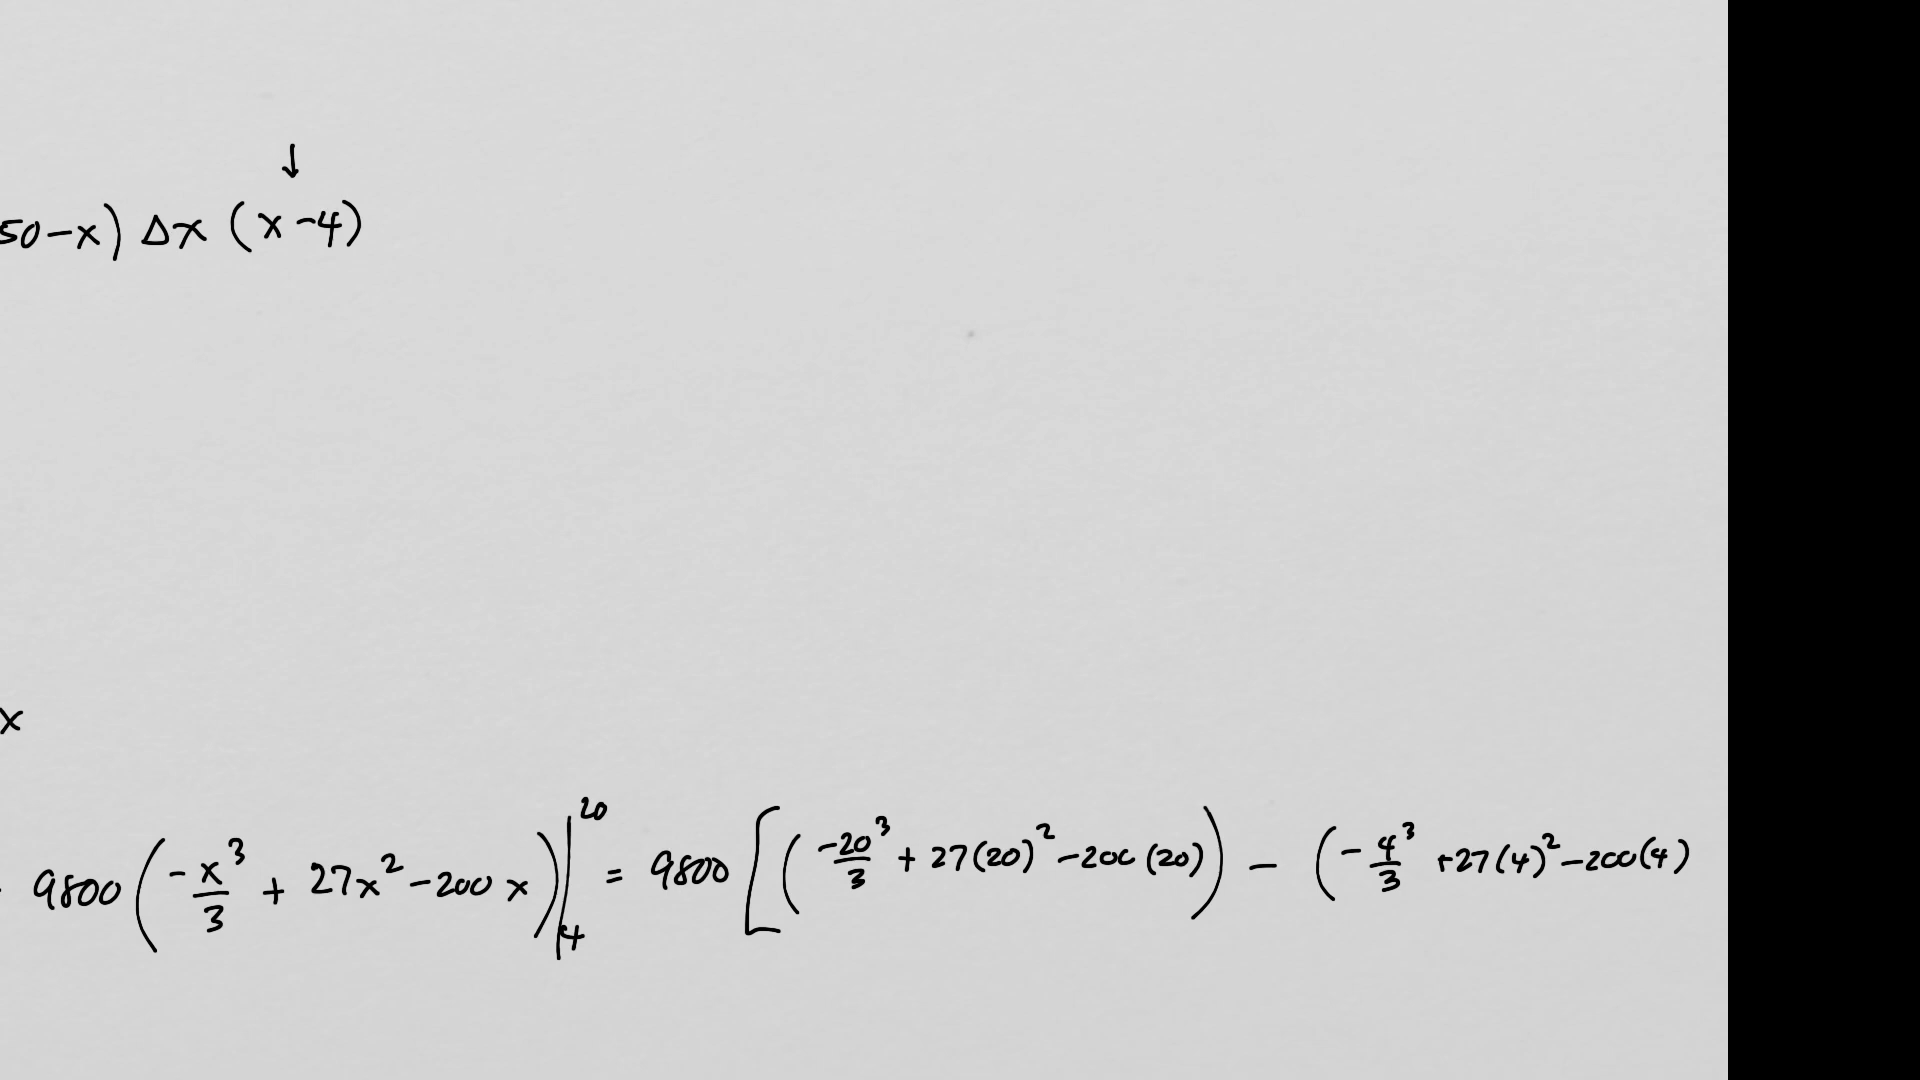 ↓
50-x) Δx (x-4)
x
9800 (-x³/3 + 27x² - 200x)|₄²⁰ = 9800 [(-20³/3 + 27(20)² - 200(20)) - (-4³/3 + 27(4)² - 200(4)